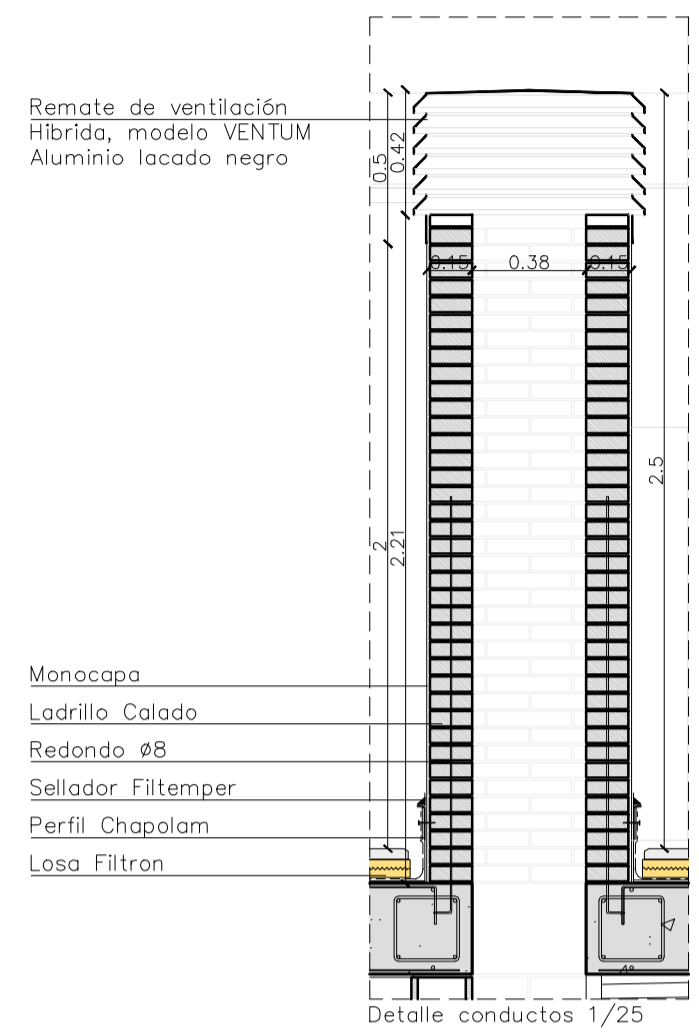 Remate de ventilación
Hibrida, modelo VENTUM
Aluminio lacado negro
0.5
0.42
0.15
0.38
0.15
2.5
2
2.21
Monocapa
Ladrillo Calado
Redondo ø8
Sellador Filtemper
Perfil Chapolam
Losa Filtron
Detalle conductos 1/25